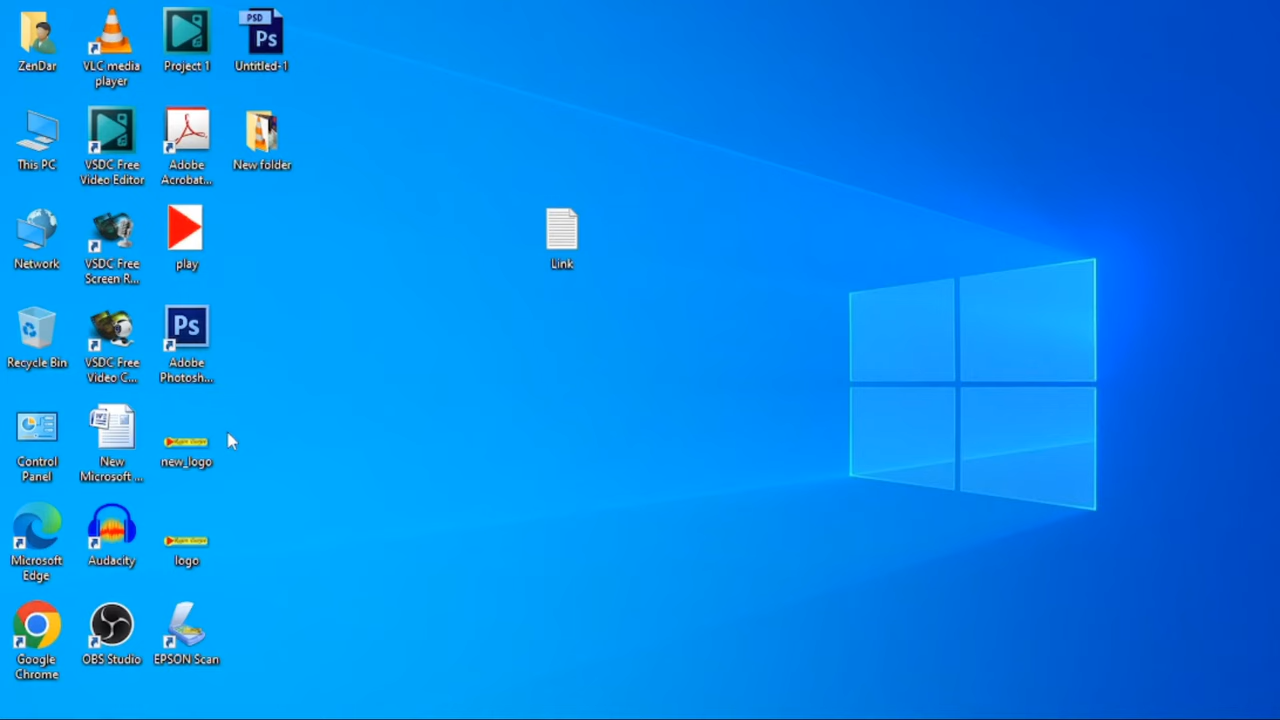 ZenDar
VLC media
player
Project 1
PSD
Ps
Untitled-1
This PC
VSDC Free
Video Editor
Adobe
Acrobat...
New folder
Network
VSDC Free
Screen R...
play
Link
Recycle Bin
VSDC Free
Video C...
Ps
Adobe
Photosh...
Control
Panel
New
Microsoft ...
new_logo
Microsoft
Edge
Audacity
logo
Google
Chrome
OBS Studio
EPSON Scan